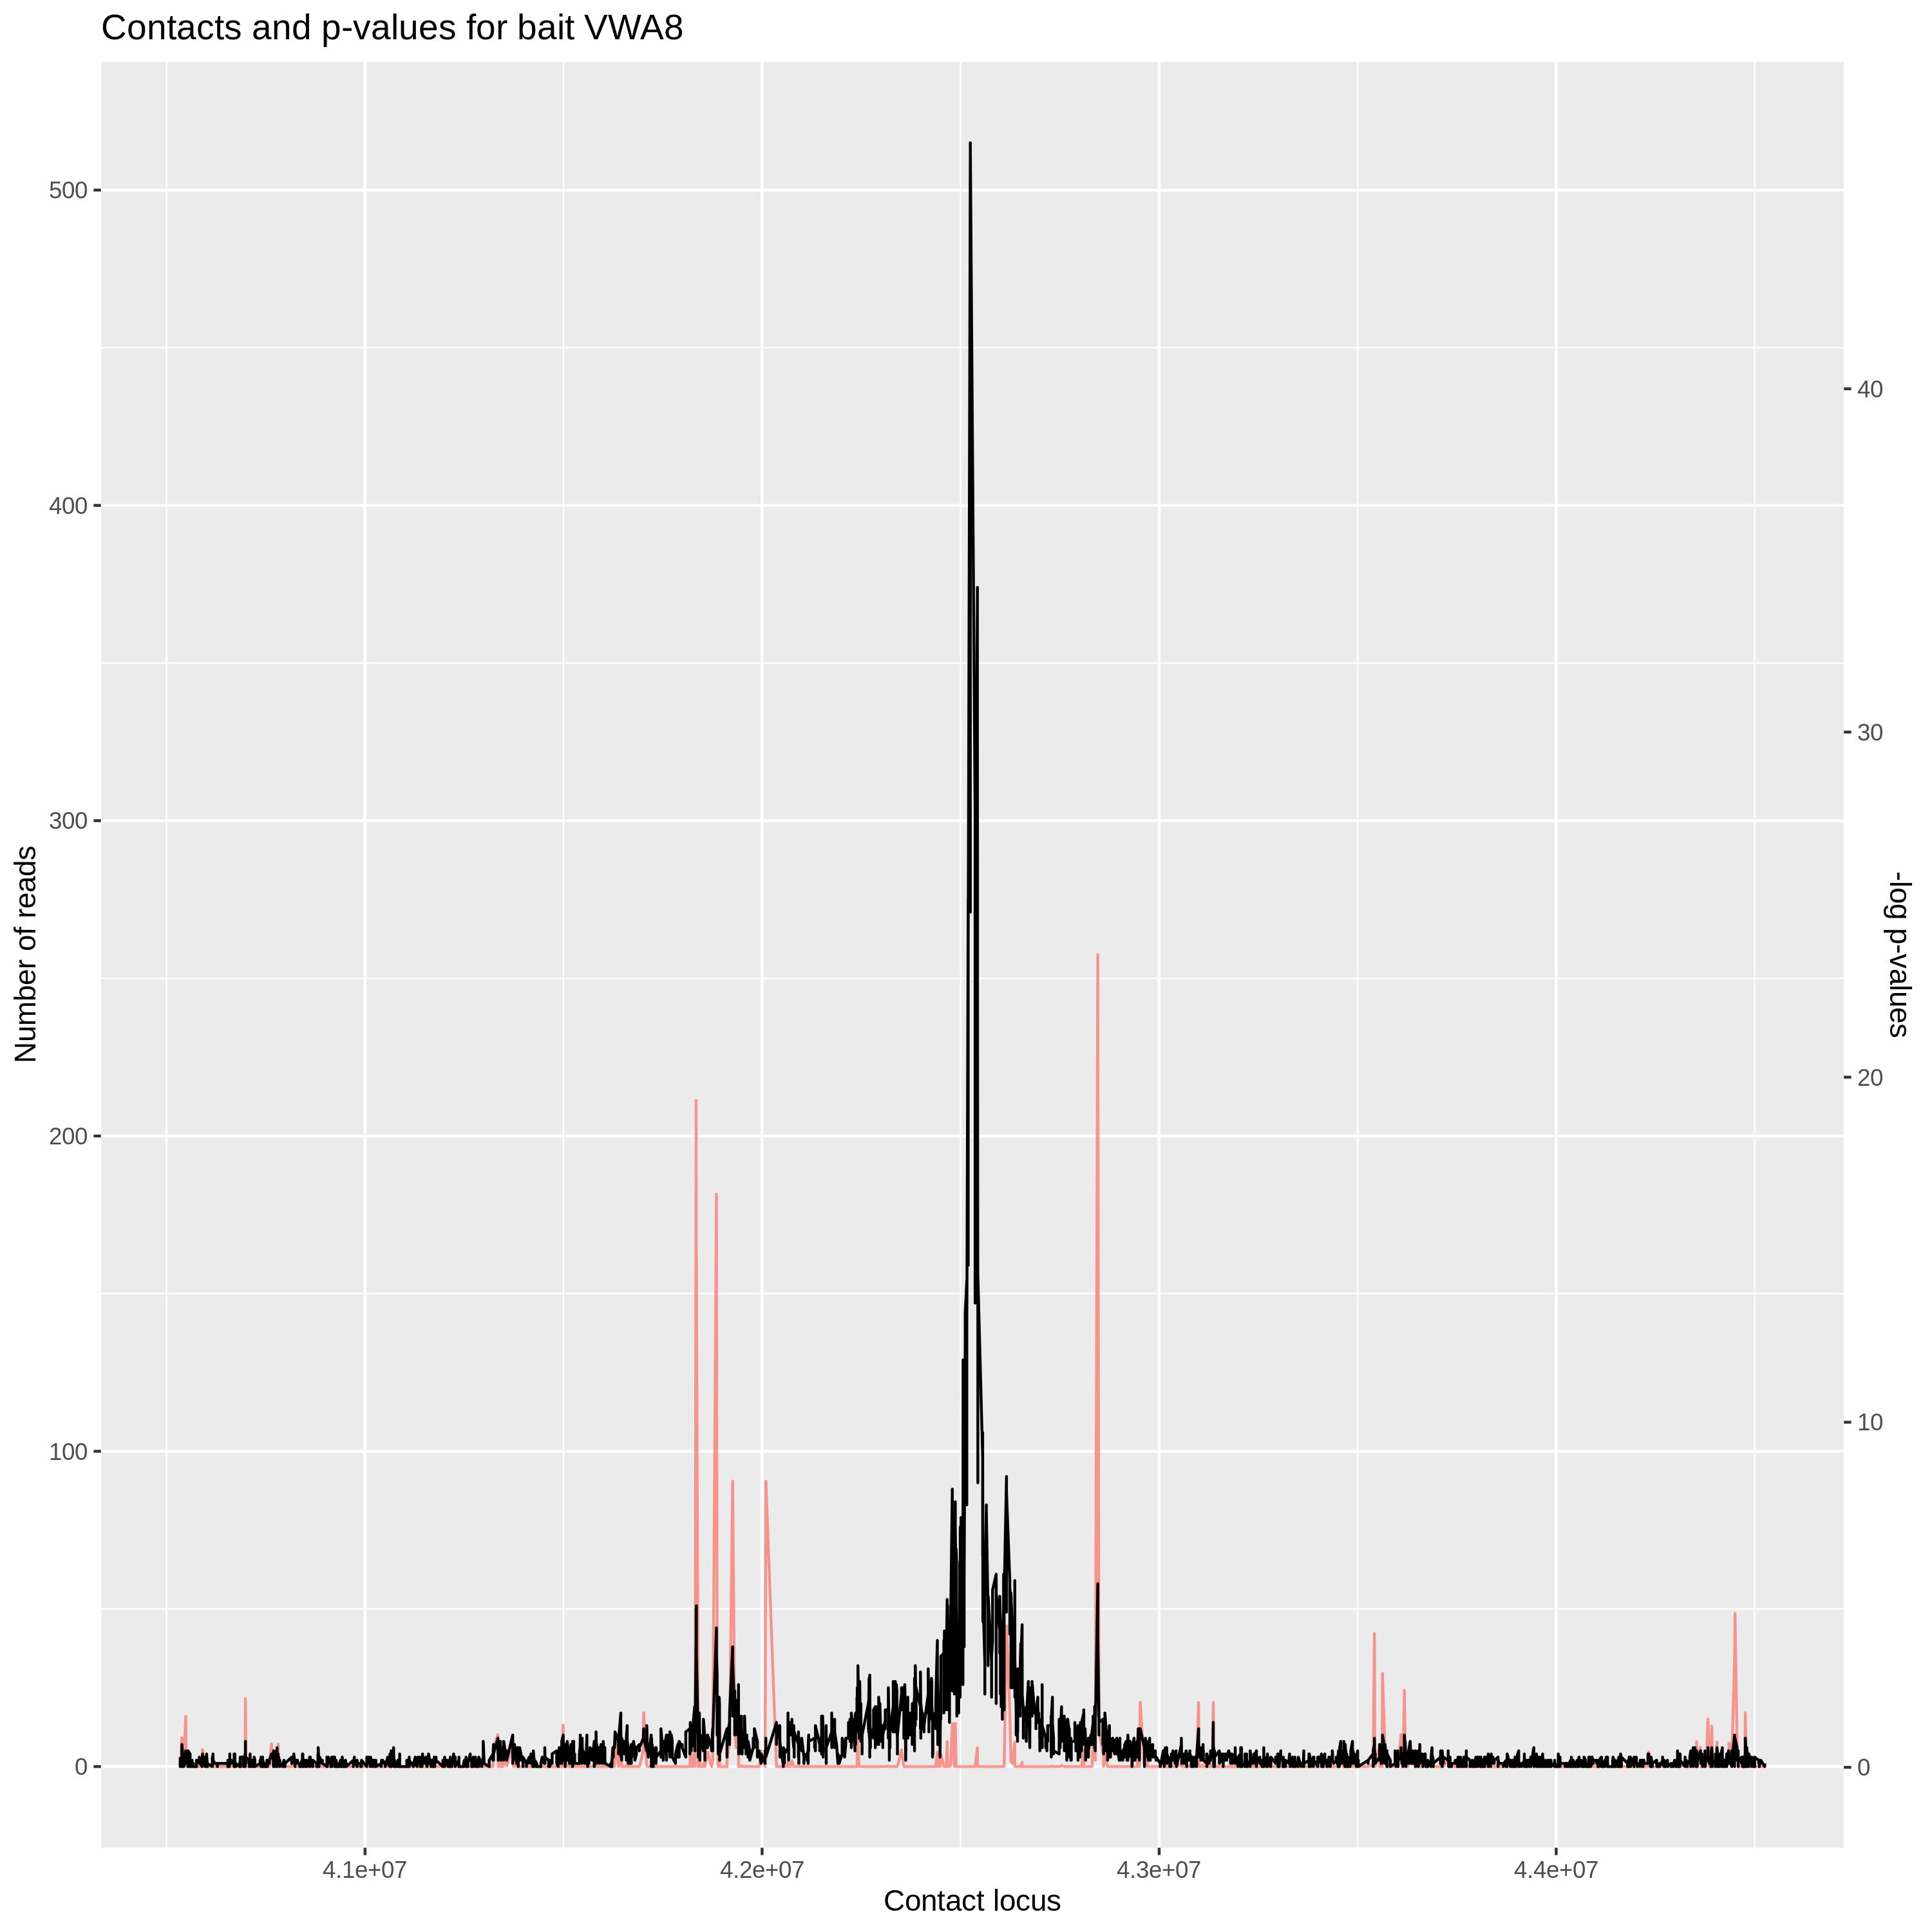 Contacts and p-values for bait VWA8
500
400
300
200
100
0
Number of reads
40
30
20
10
0
-log p-values
4.1e+07
4.2e+07
4.3e+07
4.4e+07
Contact locus